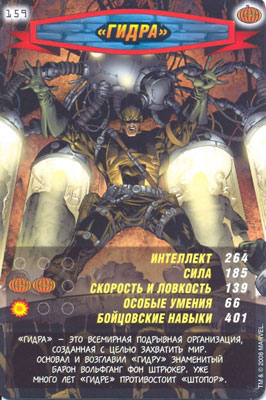 159
«ГИДРА»
ИНТЕЛЛЕКТ 264
СИЛА 185
СКОРОСТЬ И ЛОВКОСТЬ 139
ОСОБЫЕ УМЕНИЯ 66
БОЙЦОВСКИЕ НАВЫКИ 401
«ГИДРА» – ЭТО ВСЕМИРНАЯ ПОДРЫВНАЯ ОРГАНИЗАЦИЯ,
СОЗДАННАЯ С ЦЕЛЬЮ ЗАХВАТИТЬ МИР.
ОСНОВАЛ И ВОЗГЛАВИЛ «ГИДРУ» ЗНАМЕНИТЫЙ
БАРОН ВОЛЬФГАНГ ФОН ШТРЮКЕР. УЖЕ
МНОГО ЛЕТ «ГИДРЕ» ПРОТИВОСТОИТ «ШТОПОР».
TM & © 2008 MARVEL